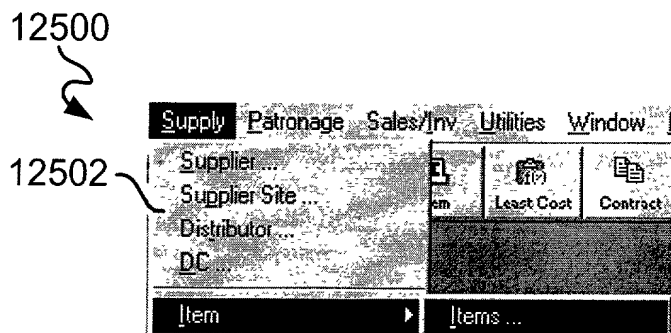 12500
Supply Patronage Sales/Inv Utilities Window
12502
Supplier ...
Supplier Site ...
Least Cost Contract
Distributor ...
DC ...
Item Items ...